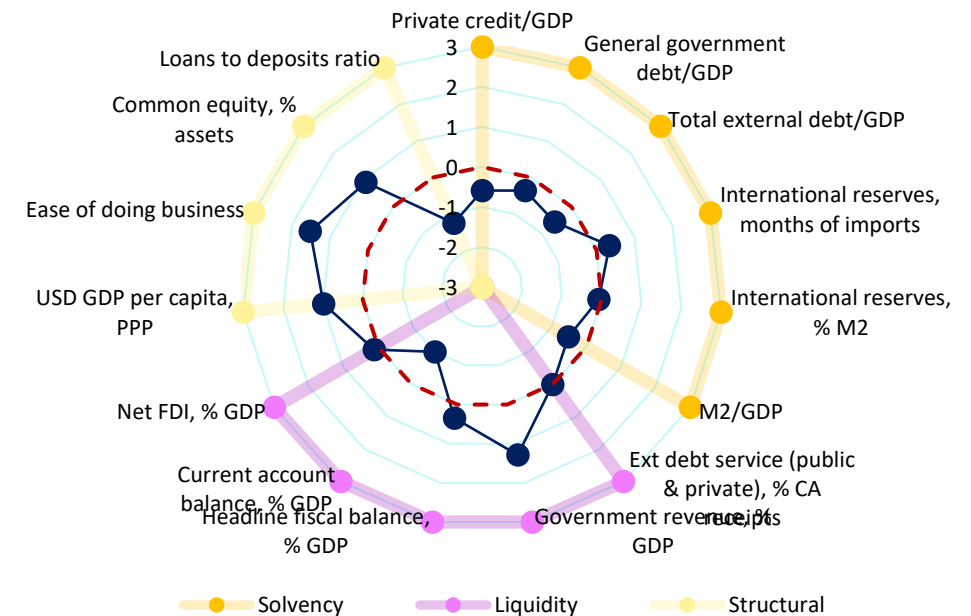 Private credit/GDP
General government
debt/GDP
Total external debt/GDP
International reserves,
months of imports
International reserves,
% M2
M2/GDP
Ext debt service (public
& private), % CA
receipts
Government revenue, %
GDP
Headline fiscal balance,
% GDP
Current account
balance, % GDP
Net FDI, % GDP
USD GDP per capita,
PPP
Ease of doing business
Common equity, %
assets
Loans to deposits ratio
3
2
1
0
-1
-2
-3
Solvency
Liquidity
Structural